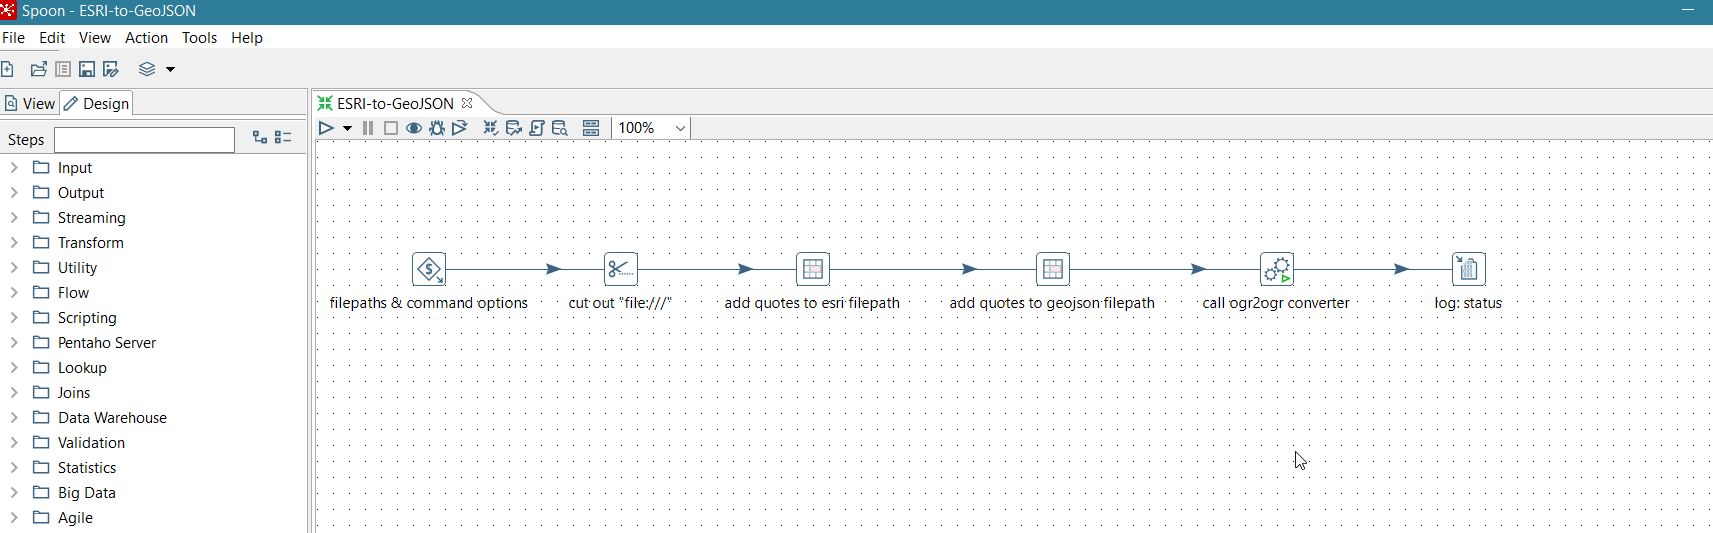 Spoon - ESRI-to-GeoJSON
File Edit View Action Tools Help
View Design
ESRI-to-GeoJSON
100%
Steps
Input
Output
Streaming
Transform
Utility
Flow
Scripting
Pentaho Server
Lookup
Joins
Data Warehouse
Validation
Statistics
Big Data
Agile
filepaths & command options
cut out "file:///"
add quotes to esri filepath
add quotes to geojson filepath
call ogr2ogr converter
log: status